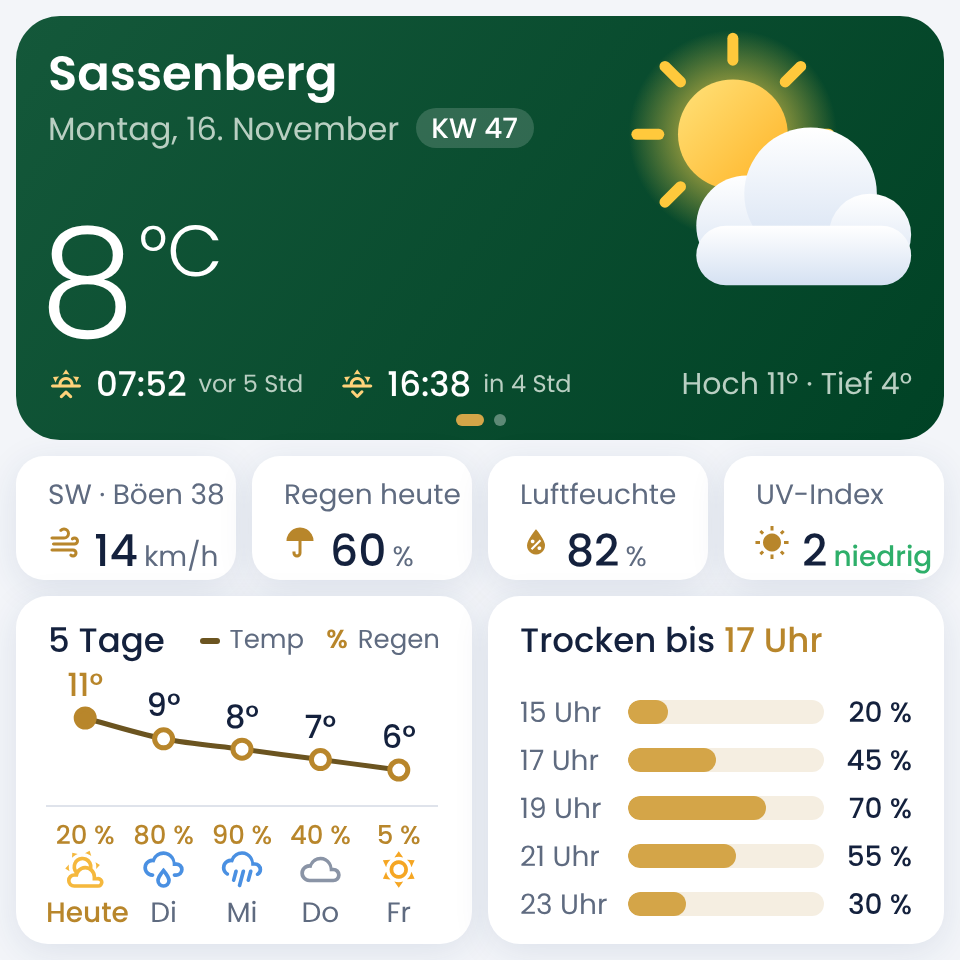 Sassenberg
Montag, 16. November KW 47
8°C
07:52 vor 5 Std 16:38 in 4 Std Hoch 11° · Tief 4°
SW · Böen 38
14 km/h
Regen heute
60 %
Luftfeuchte
82 %
UV-Index
2 niedrig
5 Tage Temp % Regen
11° 9° 8° 7° 6°
20 % 80 % 90 % 40 % 5 %
Heute Di Mi Do Fr
Trocken bis 17 Uhr
15 Uhr 20 %
17 Uhr 45 %
19 Uhr 70 %
21 Uhr 55 %
23 Uhr 30 %